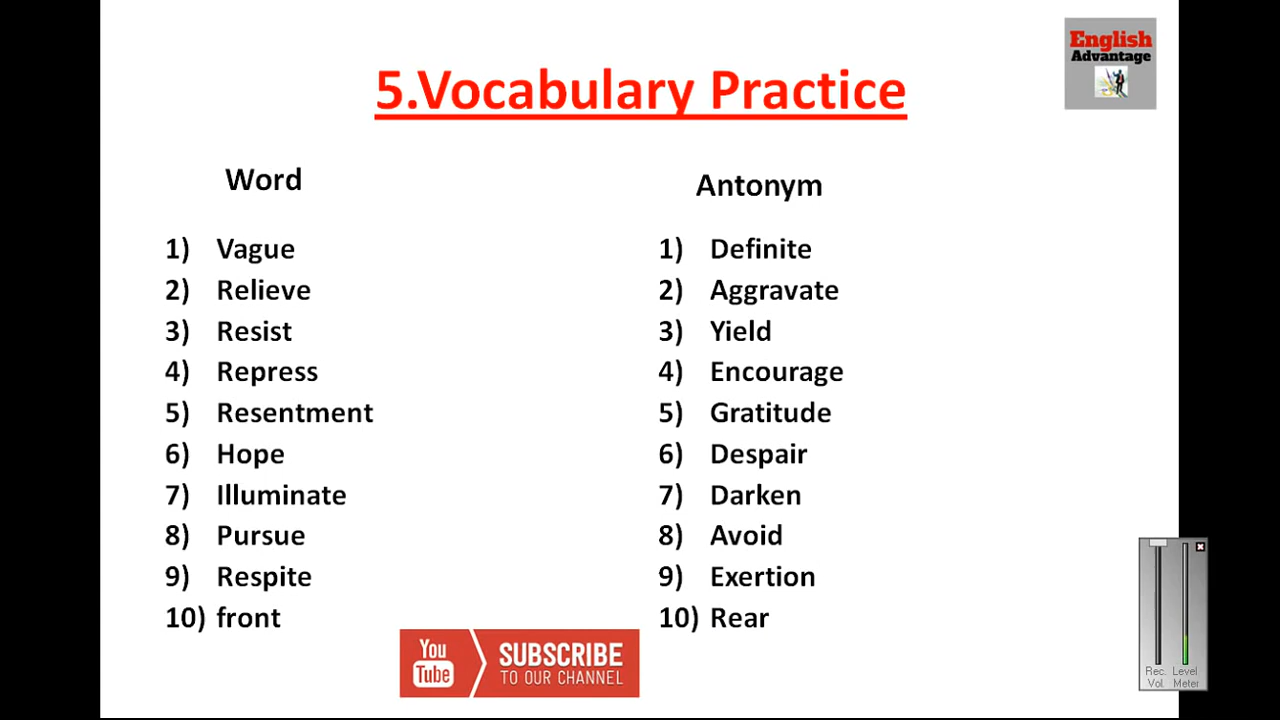 English
Advantage
5.Vocabulary Practice
Word
Antonym
1) Vague
2) Relieve
3) Resist
4) Repress
5) Resentment
6) Hope
7) Illuminate
8) Pursue
9) Respite
10) front
1) Definite
2) Aggravate
3) Yield
4) Encourage
5) Gratitude
6) Despair
7) Darken
8) Avoid
9) Exertion
10) Rear
You
Tube
SUBSCRIBE
TO OUR CHANNEL
Rec. Level
Vol Meter